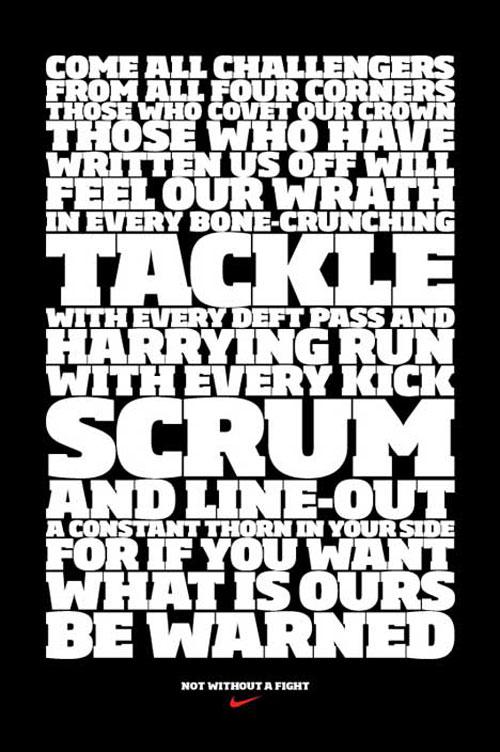 COME ALL CHALLENGERS
FROM ALL FOUR CORNERS
THOSE WHO COVET OUR CROWN
THOSE WHO HAVE
WRITTEN US OFF WILL
FEEL OUR WRATH
IN EVERY BONE-CRUNCHING
TACKLE
WITH EVERY DEFT PASS AND
HARRYING RUN
WITH EVERY KICK
SCRUM
AND LINE-OUT
A CONSTANT THORN IN YOUR SIDE
FOR IF YOU WANT
WHAT IS OURS
BE WARNED
NOT WITHOUT A FIGHT